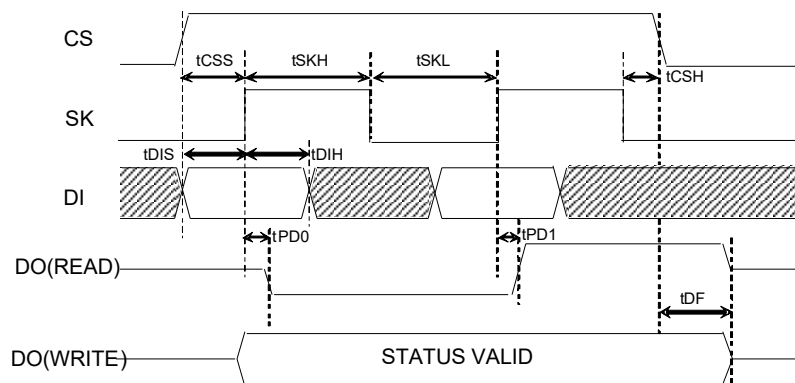 CS
tCSS
tSKH
tSKL
tCSH
SK
tDIS
tDIH
DI
tPD0
tPD1
DO(READ)
tDF
DO(WRITE)
STATUS VALID